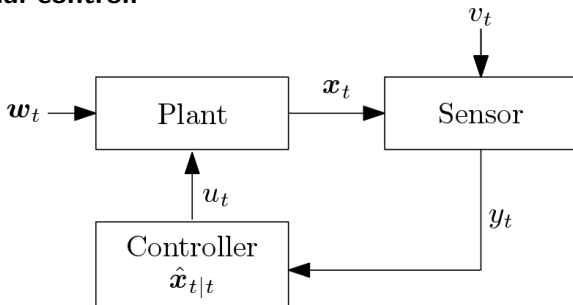 v_t
w_t
Plant
x_t
Sensor
u_t
y_t
Controller
x̂_{t|t}